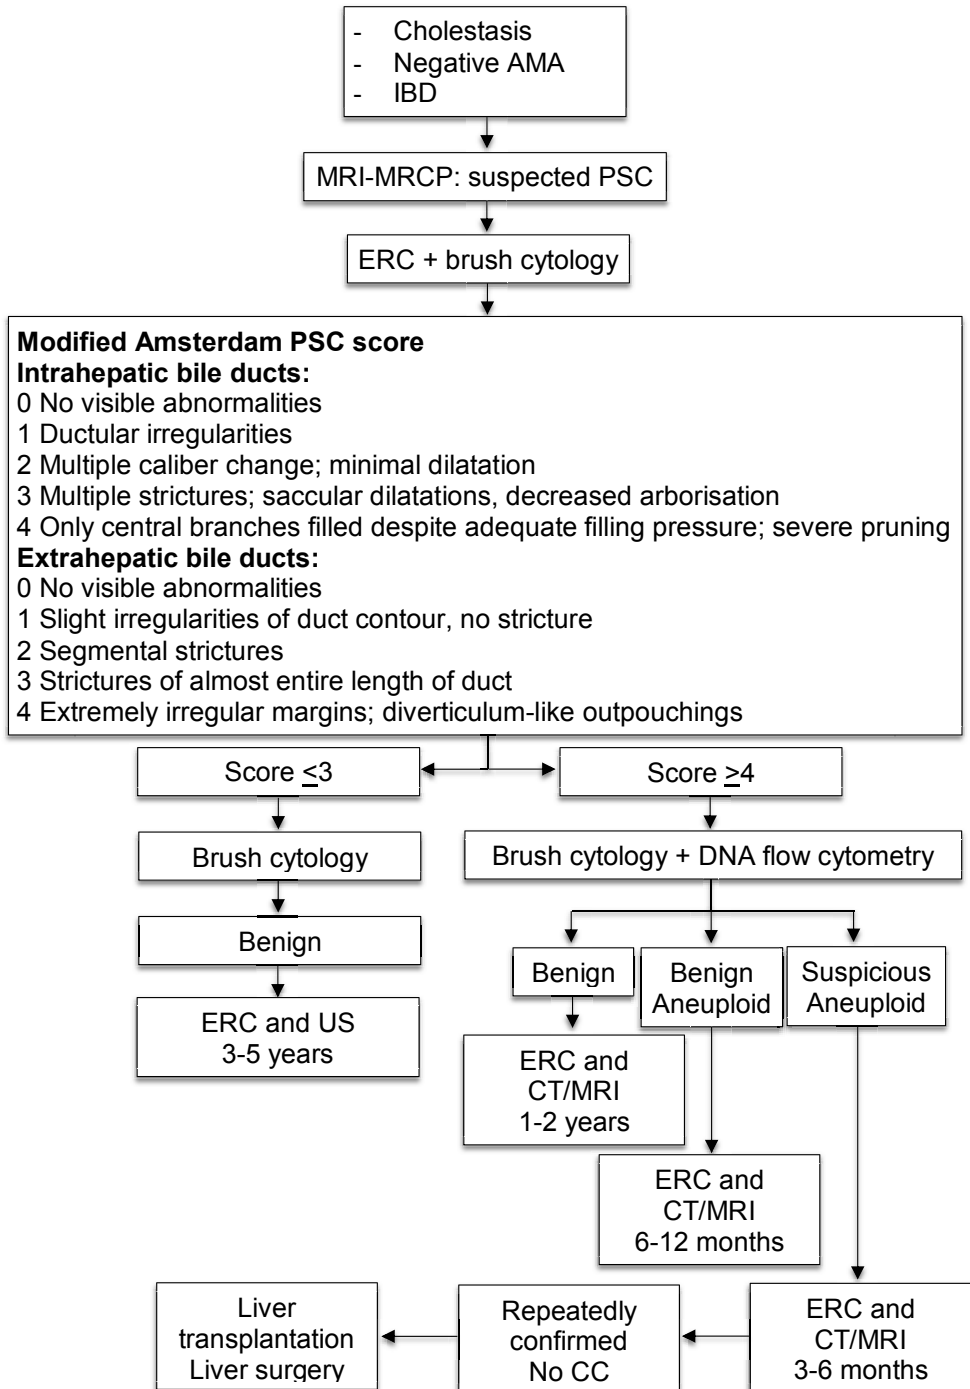 - Cholestasis
- Negative AMA
- IBD
MRI-MRCP: suspected PSC
ERC + brush cytology
Modified Amsterdam PSC score
Intrahepatic bile ducts:
0 No visible abnormalities
1 Ductular irregularities
2 Multiple caliber change; minimal dilatation
3 Multiple strictures; saccular dilatations, decreased arborisation
4 Only central branches filled despite adequate filling pressure; severe pruning
Extrahepatic bile ducts:
0 No visible abnormalities
1 Slight irregularities of duct contour, no stricture
2 Segmental strictures
3 Strictures of almost entire length of duct
4 Extremely irregular margins; diverticulum-like outpouchings
Score ≤3
Brush cytology
Benign
ERC and US
3-5 years
Score ≥4
Brush cytology + DNA flow cytometry
Benign
ERC and
CT/MRI
1-2 years
Benign
Aneuploid
ERC and
CT/MRI
6-12 months
Suspicious
Aneuploid
ERC and
CT/MRI
3-6 months
Repeatedly
confirmed
No CC
Liver
transplantation
Liver surgery